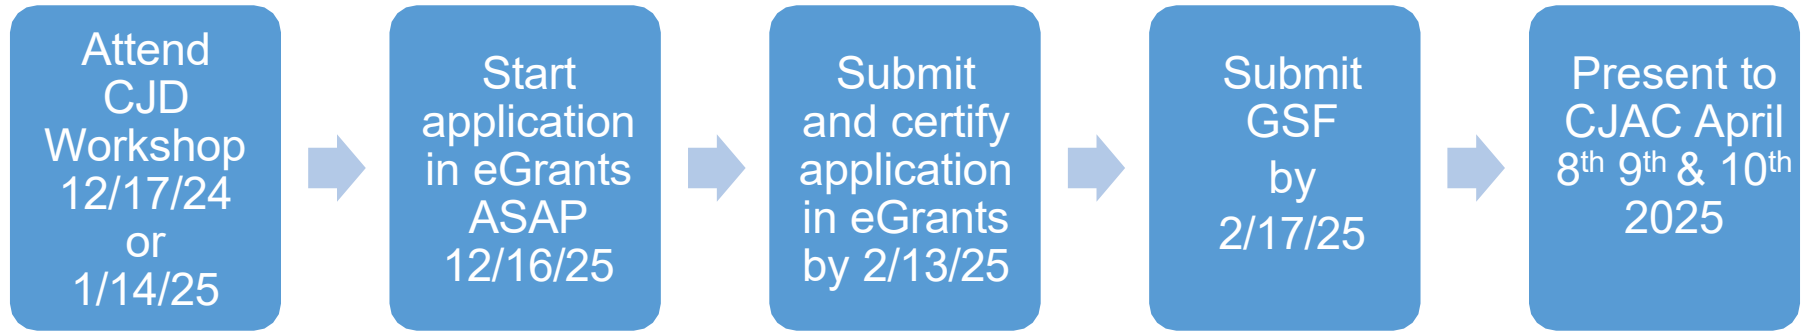 Attend
CJD
Workshop
12/17/24
or
1/14/25
Start
application
in eGrants
ASAP
12/16/25
Submit
and certify
application
in eGrants
by 2/13/25
Submit
GSF
by
2/17/25
Present to
CJAC April
8th 9th & 10th
2025